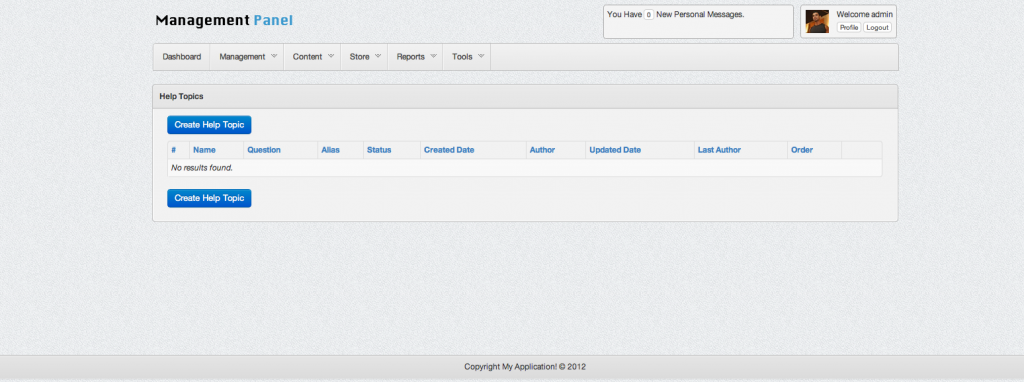 Management Panel
You Have 0 New Personal Messages.
Welcome admin
Profile Logout
Dashboard Management Content Store Reports Tools
Help Topics
Create Help Topic
# Name Question Alias Status Created Date Author Updated Date Last Author Order
No results found.
Create Help Topic
Copyright My Application! © 2012